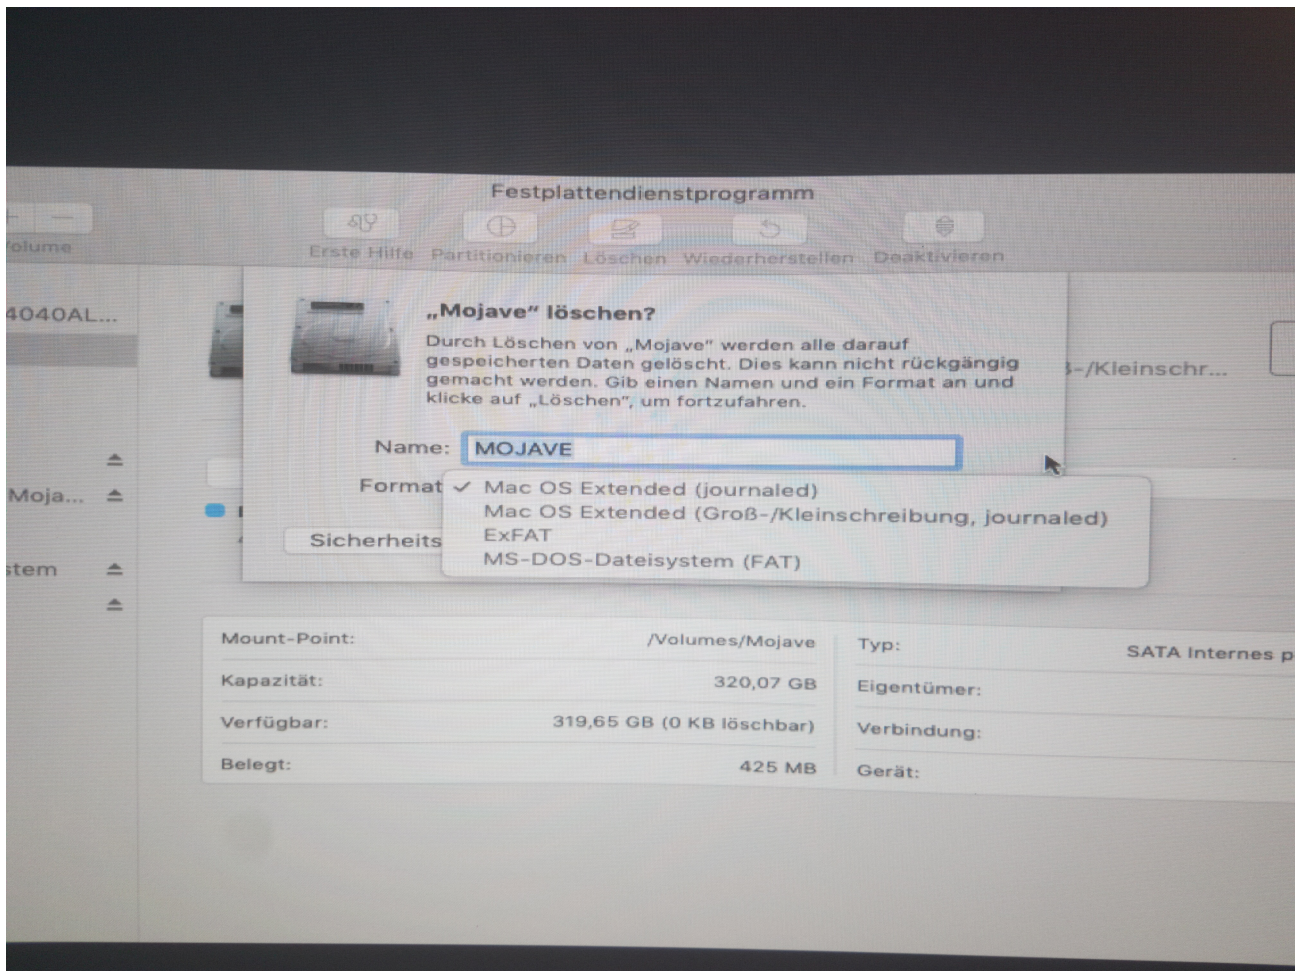 Festplattendienstprogramm
Erste Hilfe Partitionieren Löschen Wiederherstellen Deaktivieren
olume
4040AL...
„Mojave“ löschen?
Durch Löschen von „Mojave“ werden alle darauf
gespeicherten Daten gelöscht. Dies kann nicht rückgängig
gemacht werden. Gib einen Namen und ein Format an und
klicke auf „Löschen“, um fortzufahren.
-/Kleinschr...
Name: MOJAVE
Format ✓ Mac OS Extended (journaled)
Mac OS Extended (Groß-/Kleinschreibung, journaled)
ExFAT
MS-DOS-Dateisystem (FAT)
Sicherheits
Moja...
stem
Mount-Point: /Volumes/Mojave
Kapazität: 320,07 GB
Verfügbar: 319,65 GB (0 KB löschbar)
Belegt: 425 MB
Typ: SATA Internes p
Eigentümer:
Verbindung:
Gerät: